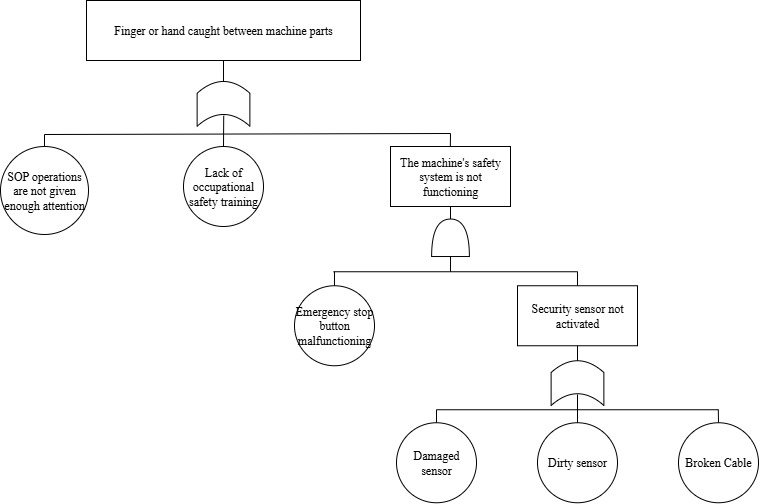 Finger or hand caught between machine parts
SOP operations
are not given
enough attention
Lack of
occupational
safety training
The machine's safety
system is not
functioning
Emergency stop
button
malfunctioning
Security sensor not
activated
Damaged
sensor
Dirty sensor
Broken Cable